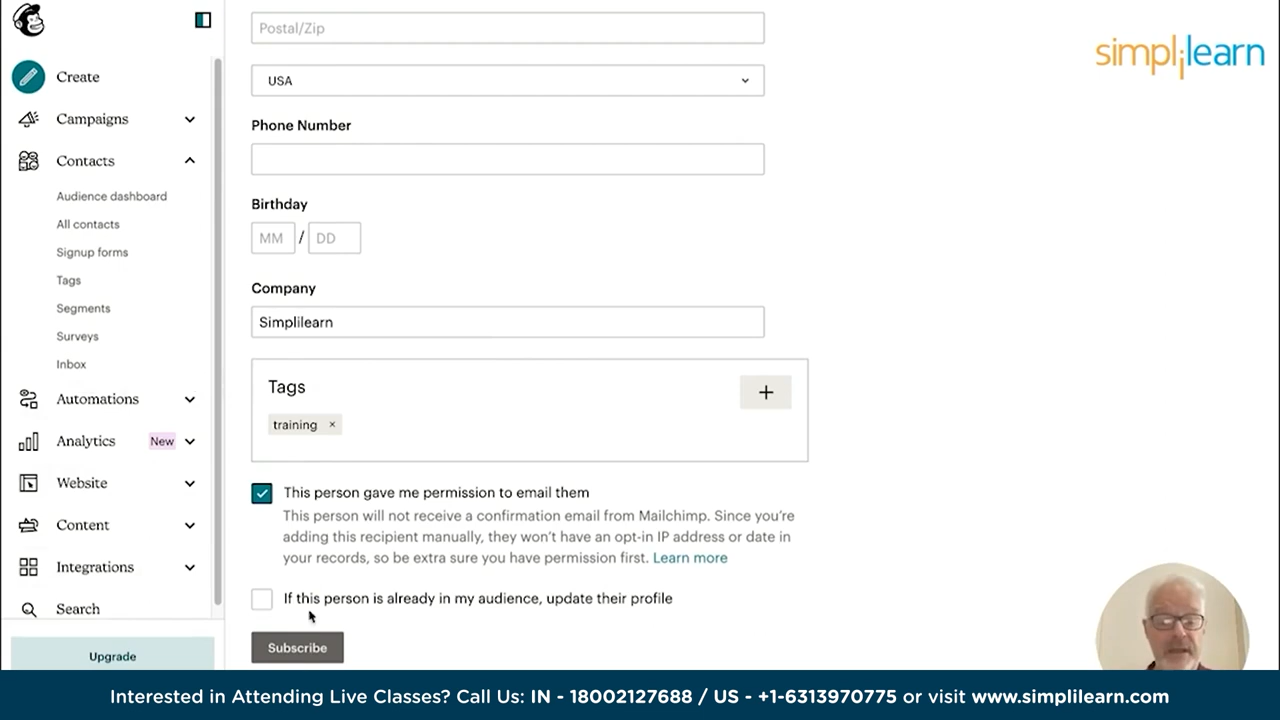 Postal/Zip
simplilearn
USA
Create
Campaigns
Phone Number
Contacts
Audience dashboard
All contacts
Signup forms
Tags
Segments
Surveys
Inbox
Automations
Analytics New
Website
Content
Integrations
Search
Upgrade
Birthday
MM / DD
Company
Simplilearn
Tags
+
training ×
This person gave me permission to email them
This person will not receive a confirmation email from Mailchimp. Since you're
adding this recipient manually, they won't have an opt-in IP address or date in
your records, so be extra sure you have permission first. Learn more
If this person is already in my audience, update their profile
Subscribe
Interested in Attending Live Classes? Call Us: IN - 18002127688 / US - +1-6313970775 or visit www.simplilearn.com